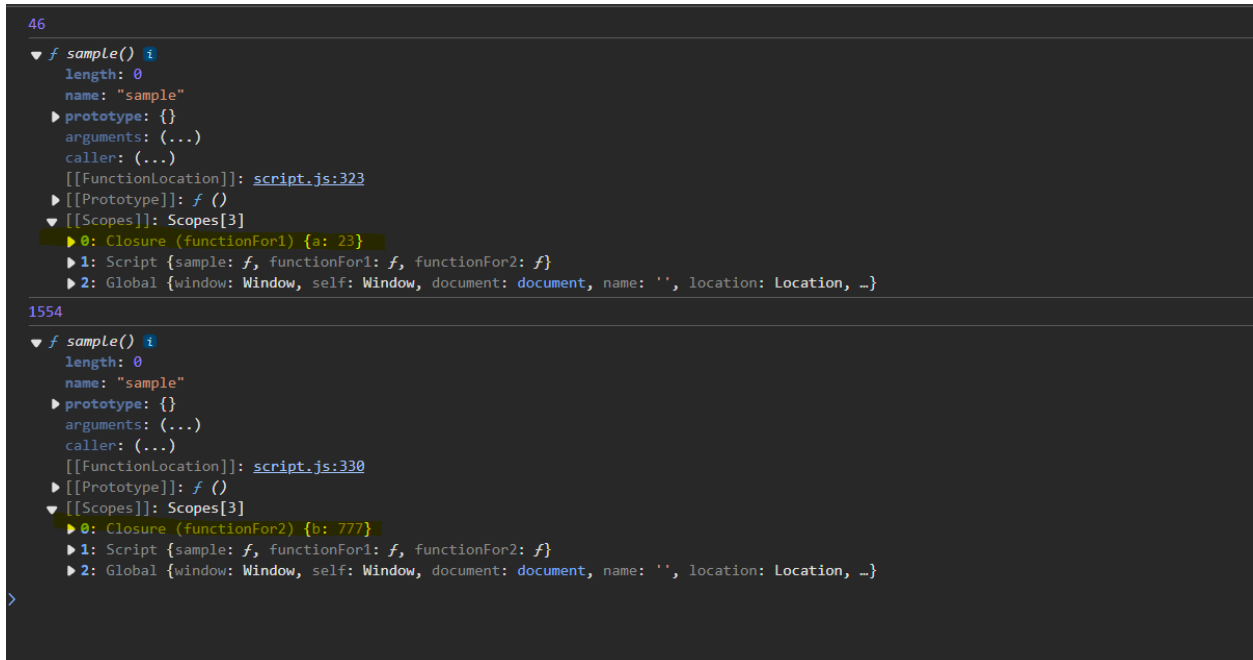 46
▼ ƒ sample() i
length: 0
name: "sample"
▶ prototype: {}
arguments: (...)
caller: (...)
[[FunctionLocation]]: script.js:323
▶ [[Prototype]]: ƒ ()
▼ [[Scopes]]: Scopes[3]
▶ 0: Closure (functionFor1) {a: 23}
▶ 1: Script {sample: ƒ, functionFor1: ƒ, functionFor2: ƒ}
▶ 2: Global {window: Window, self: Window, document: document, name: '', location: Location, …}
1554
▼ ƒ sample() i
length: 0
name: "sample"
▶ prototype: {}
arguments: (...)
caller: (...)
[[FunctionLocation]]: script.js:330
▶ [[Prototype]]: ƒ ()
▼ [[Scopes]]: Scopes[3]
▶ 0: Closure (functionFor2) {b: 777}
▶ 1: Script {sample: ƒ, functionFor1: ƒ, functionFor2: ƒ}
▶ 2: Global {window: Window, self: Window, document: document, name: '', location: Location, …}
>